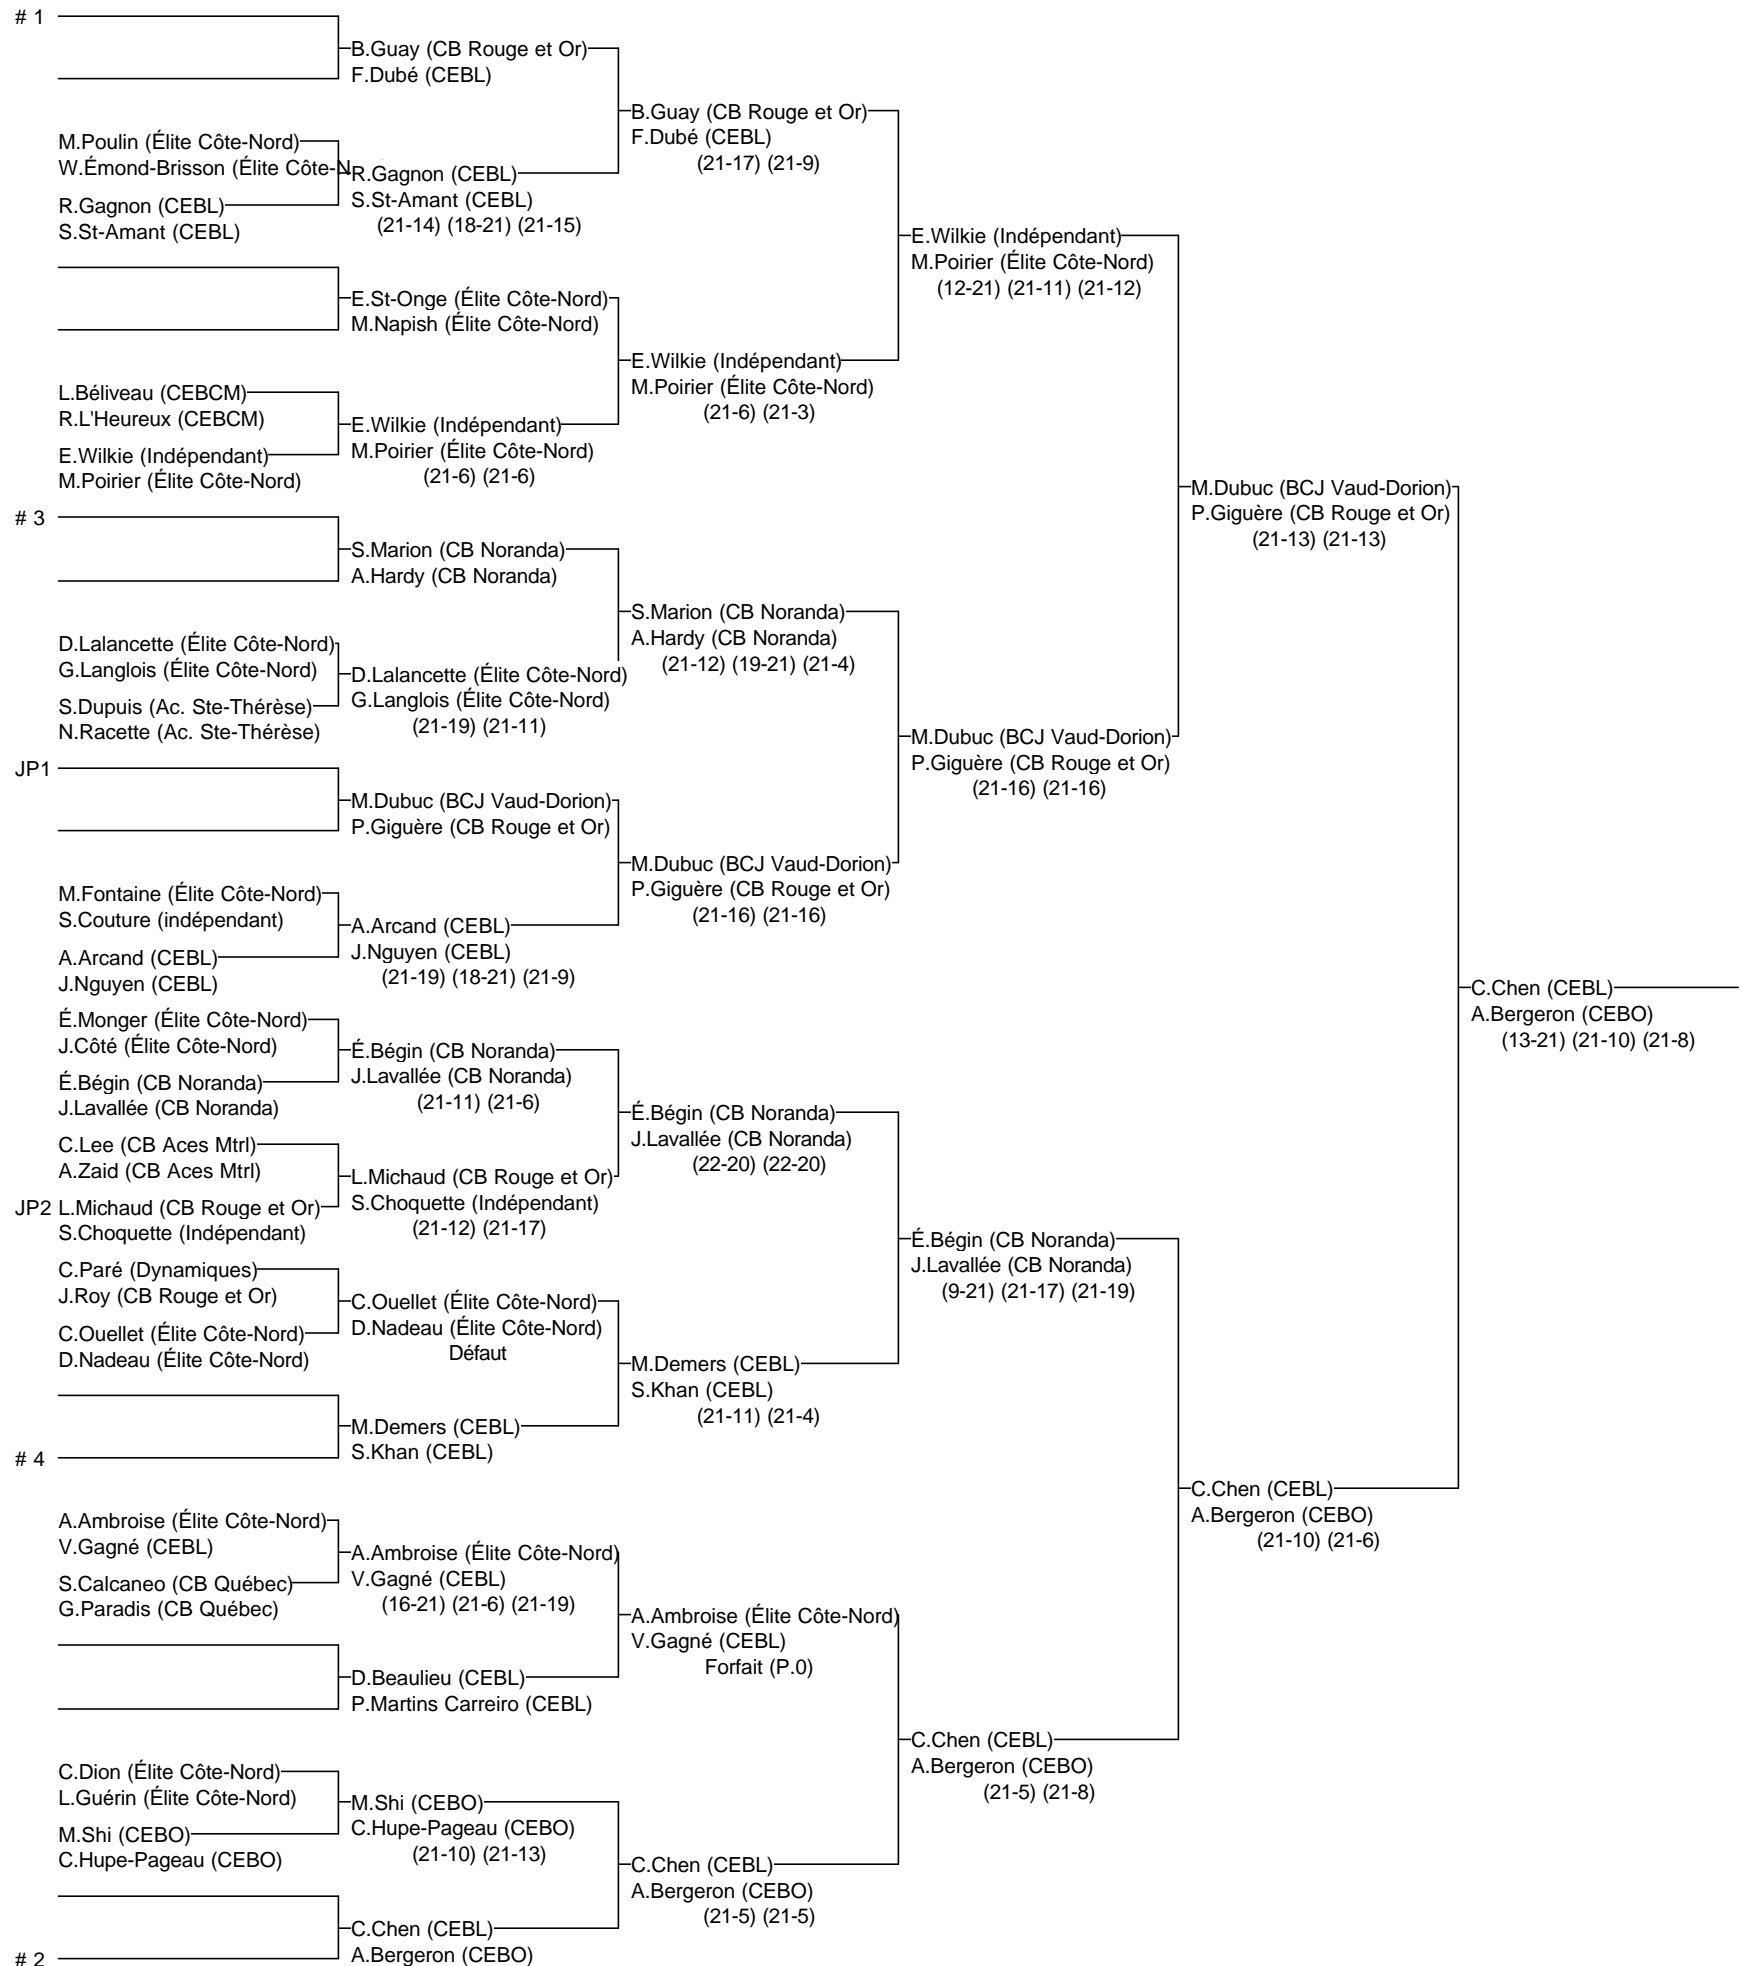 # 1
B.Guay (CB Rouge et Or)
F.Dubé (CEBL)
B.Guay (CB Rouge et Or)
F.Dubé (CEBL)
(21-17) (21-9)
M.Poulin (Élite Côte-Nord)
W.Émond-Brisson (Élite Côte-N
R.Gagnon (CEBL)
S.St-Amant (CEBL)
(21-14) (18-21) (21-15)
R.Gagnon (CEBL)
S.St-Amant (CEBL)
E.Wilkie (Indépendant)
M.Poirier (Élite Côte-Nord)
(12-21) (21-11) (21-12)
E.St-Onge (Élite Côte-Nord)
M.Napish (Élite Côte-Nord)
E.Wilkie (Indépendant)
M.Poirier (Élite Côte-Nord)
(21-6) (21-3)
L.Béliveau (CEBCM)
R.L'Heureux (CEBCM)
E.Wilkie (Indépendant)
M.Poirier (Élite Côte-Nord)
(21-6) (21-6)
E.Wilkie (Indépendant)
M.Poirier (Élite Côte-Nord)
M.Dubuc (BCJ Vaud-Dorion)
P.Giguère (CB Rouge et Or)
(21-13) (21-13)
# 3
S.Marion (CB Noranda)
A.Hardy (CB Noranda)
S.Marion (CB Noranda)
A.Hardy (CB Noranda)
(21-12) (19-21) (21-4)
D.Lalancette (Élite Côte-Nord)
G.Langlois (Élite Côte-Nord)
D.Lalancette (Élite Côte-Nord)
G.Langlois (Élite Côte-Nord)
(21-19) (21-11)
S.Dupuis (Ac. Ste-Thérèse)
N.Racette (Ac. Ste-Thérèse)
M.Dubuc (BCJ Vaud-Dorion)
P.Giguère (CB Rouge et Or)
(21-16) (21-16)
JP1
M.Dubuc (BCJ Vaud-Dorion)
P.Giguère (CB Rouge et Or)
M.Dubuc (BCJ Vaud-Dorion)
P.Giguère (CB Rouge et Or)
(21-16) (21-16)
M.Fontaine (Élite Côte-Nord)
S.Couture (indépendant)
A.Arcand (CEBL)
J.Nguyen (CEBL)
(21-19) (18-21) (21-9)
A.Arcand (CEBL)
J.Nguyen (CEBL)
C.Chen (CEBL)
A.Bergeron (CEBO)
(13-21) (21-10) (21-8)
É.Monger (Élite Côte-Nord)
J.Côté (Élite Côte-Nord)
É.Bégin (CB Noranda)
J.Lavallée (CB Noranda)
(21-11) (21-6)
É.Bégin (CB Noranda)
J.Lavallée (CB Noranda)
É.Bégin (CB Noranda)
J.Lavallée (CB Noranda)
(22-20) (22-20)
C.Lee (CB Aces Mtrl)
A.Zaid (CB Aces Mtrl)
L.Michaud (CB Rouge et Or)
S.Choquette (Indépendant)
(21-12) (21-17)
JP2 L.Michaud (CB Rouge et Or)
S.Choquette (Indépendant)
É.Bégin (CB Noranda)
J.Lavallée (CB Noranda)
(9-21) (21-17) (21-19)
C.Paré (Dynamiques)
J.Roy (CB Rouge et Or)
C.Ouellet (Élite Côte-Nord)
D.Nadeau (Élite Côte-Nord)
Défaut
C.Ouellet (Élite Côte-Nord)
D.Nadeau (Élite Côte-Nord)
M.Demers (CEBL)
S.Khan (CEBL)
(21-11) (21-4)
M.Demers (CEBL)
S.Khan (CEBL)
# 4
C.Chen (CEBL)
A.Bergeron (CEBO)
(21-10) (21-6)
A.Ambroise (Élite Côte-Nord)
V.Gagné (CEBL)
A.Ambroise (Élite Côte-Nord)
V.Gagné (CEBL)
(16-21) (21-6) (21-19)
S.Calcaneo (CB Québec)
G.Paradis (CB Québec)
A.Ambroise (Élite Côte-Nord)
V.Gagné (CEBL)
Forfait (P.0)
D.Beaulieu (CEBL)
P.Martins Carreiro (CEBL)
C.Chen (CEBL)
A.Bergeron (CEBO)
(21-5) (21-8)
C.Dion (Élite Côte-Nord)
L.Guérin (Élite Côte-Nord)
M.Shi (CEBO)
C.Hupe-Pageau (CEBO)
(21-10) (21-13)
M.Shi (CEBO)
C.Hupe-Pageau (CEBO)
C.Chen (CEBL)
A.Bergeron (CEBO)
(21-5) (21-5)
C.Chen (CEBL)
A.Bergeron (CEBO)
# 2